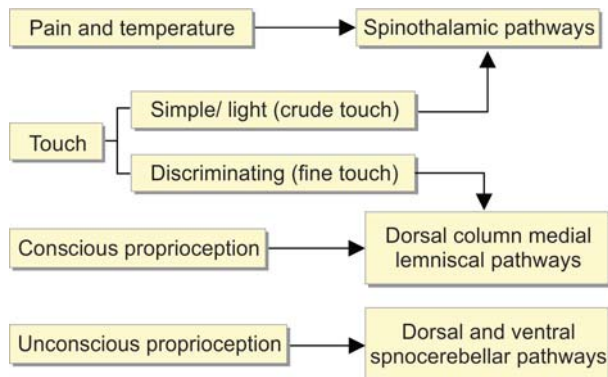 Pain and temperature
Spinothalamic pathways
Simple/ light (crude touch)
Touch
Discriminating (fine touch)
Conscious proprioception
Dorsal column medial
lemniscal pathways
Unconscious proprioception
Dorsal and ventral
spnocerebellar pathways